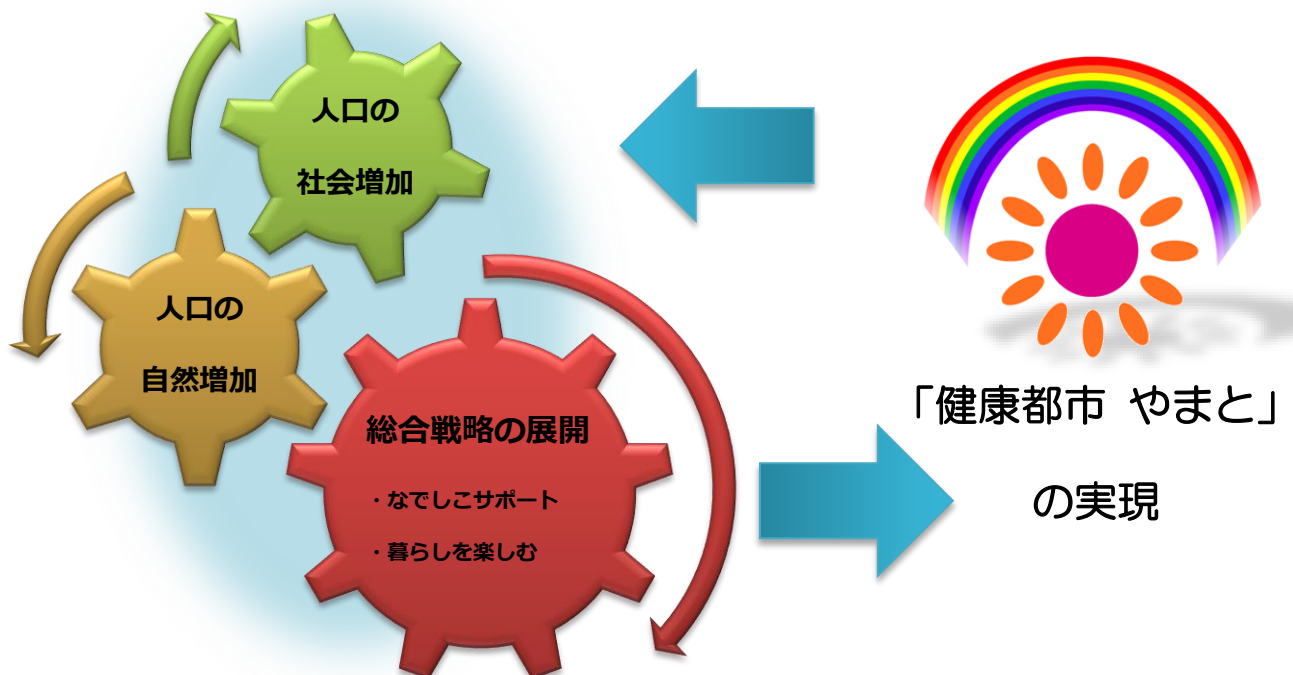 人口の
社会増加
人口の
自然増加
総合戦略の展開
・なでしこサポート
・暮らしを楽しむ
「健康都市 やまと」
の実現